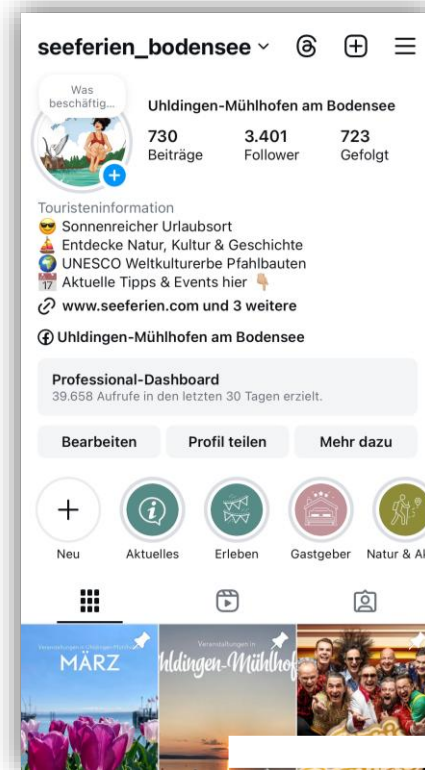 seeferien_bodensee
Was
beschäftig...
Uhldingen-Mühlhofen am Bodensee
730 3.401 723
Beiträge Follower Gefolgt
Touristeninformation
Sonnenreicher Urlaubsort
Entdecke Natur, Kultur & Geschichte
UNESCO Weltkulturerbe Pfahlbauten
17 Aktuelle Tipps & Events hier
www.seeferien.com und 3 weitere
Uhldingen-Mühlhofen am Bodensee
Professional-Dashboard
39.658 Aufrufe in den letzten 30 Tagen erzielt.
Bearbeiten Profil teilen Mehr dazu
Neu Aktuelles Erleben Gastgeber Natur & Ak
Veranstaltungen in Uhldingen-Mühlhofen
MÄRZ
Veranstaltungen in
hldingen-Mühlhof